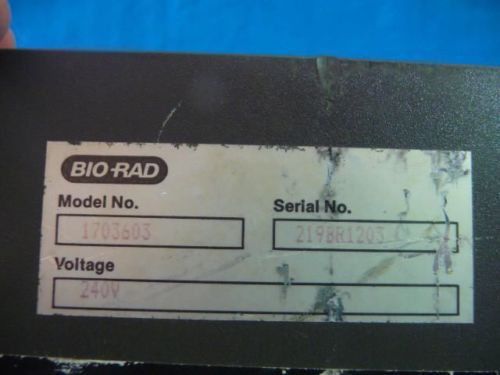 BIO-RAD
Model No. Serial No.
1703603 219BR1203
Voltage
240V